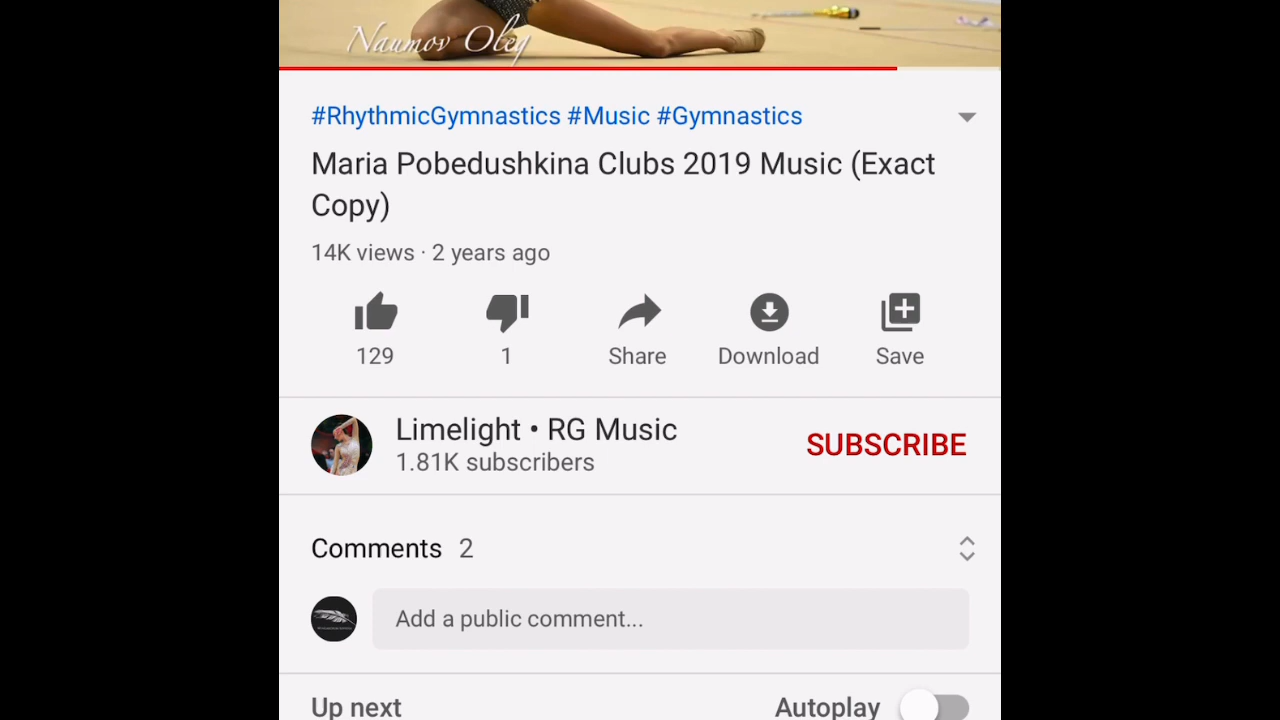 Naumov Oleg
#RhythmicGymnastics #Music #Gymnastics
Maria Pobedushkina Clubs 2019 Music (Exact
Copy)
14K views · 2 years ago
129 1 Share Download Save
Limelight • RG Music
1.81K subscribers
SUBSCRIBE
Comments 2
Add a public comment...
Up next Autoplay